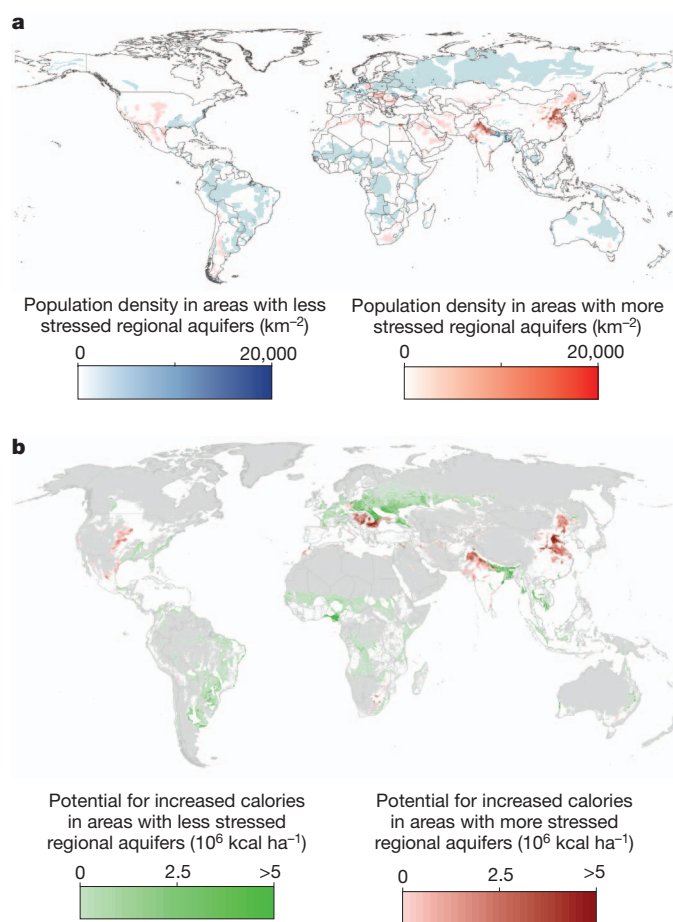 a
Population density in areas with less
stressed regional aquifers (km⁻²)
0 20,000
Population density in areas with more
stressed regional aquifers (km⁻²)
0 20,000
b
Potential for increased calories
in areas with less stressed
regional aquifers (10⁶ kcal ha⁻¹)
0 2.5 >5
Potential for increased calories
in areas with more stressed
regional aquifers (10⁶ kcal ha⁻¹)
0 2.5 >5